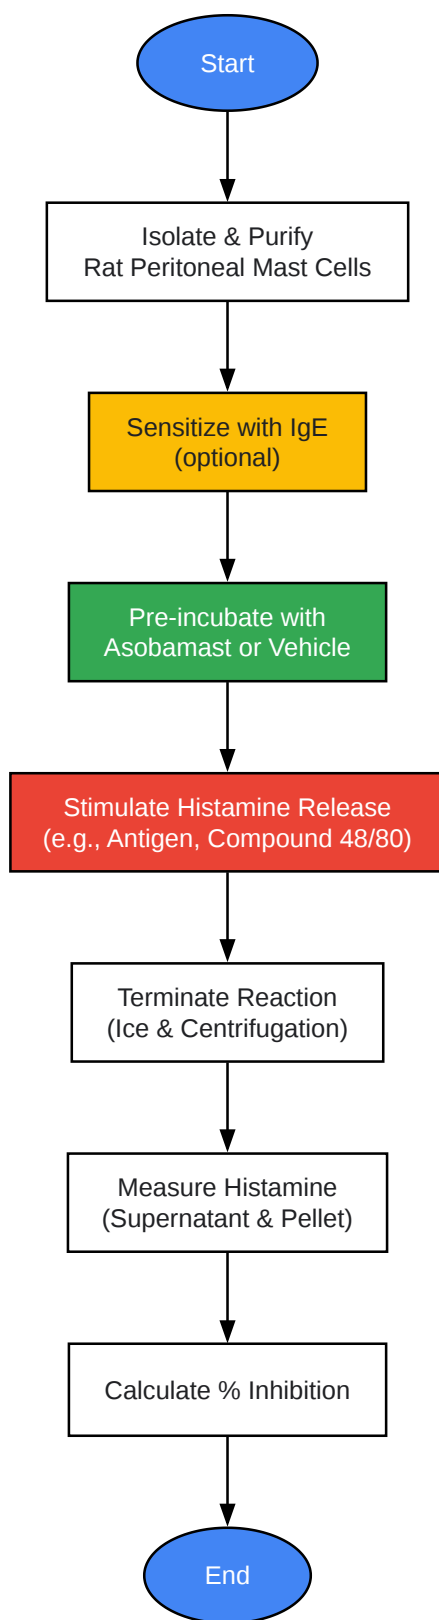 Start
Isolate & Purify
Rat Peritoneal Mast Cells
Sensitize with IgE
(optional)
Pre-incubate with
Asobamast or Vehicle
Stimulate Histamine Release
(e.g., Antigen, Compound 48/80)
Terminate Reaction
(Ice & Centrifugation)
Measure Histamine
(Supernatant & Pellet)
Calculate % Inhibition
End